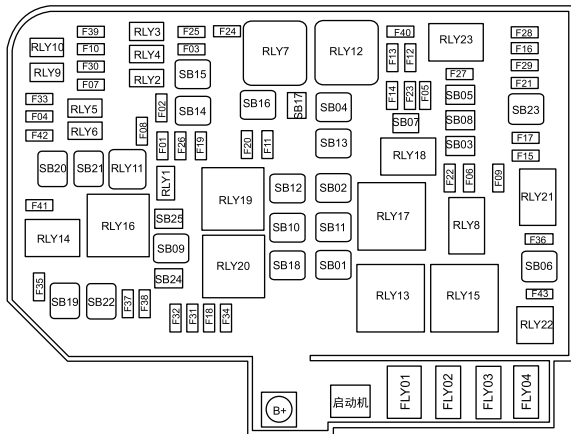 F39
RLY3
F25
F24
F40
RLY23
F28
RLY10
F10
RLY4
F03
RLY7
RLY12
F13
F12
F16
RLY9
F30
RLY2
SB15
F27
F29
F07
F21
F33
RLY5
F02
SB14
SB16
SB17
SB04
F14
F23
F05
SB05
SB23
F04
RLY6
F08
SB07
SB08
F42
F01
F26
F19
F20
F11
SB13
RLY18
SB03
F17
F15
SB20
SB21
RLY11
RLY1
SB12
SB02
F22
F06
F09
RLY21
F41
RLY16
SB25
RLY19
RLY17
RLY8
RLY14
SB10
SB11
F36
SB09
RLY20
SB18
SB01
SB06
F35
SB24
F43
SB19
SB22
F37
F38
RLY13
RLY15
F32
F31
F18
F34
RLY22
B+
启动机
FLY01
FLY02
FLY03
FLY04